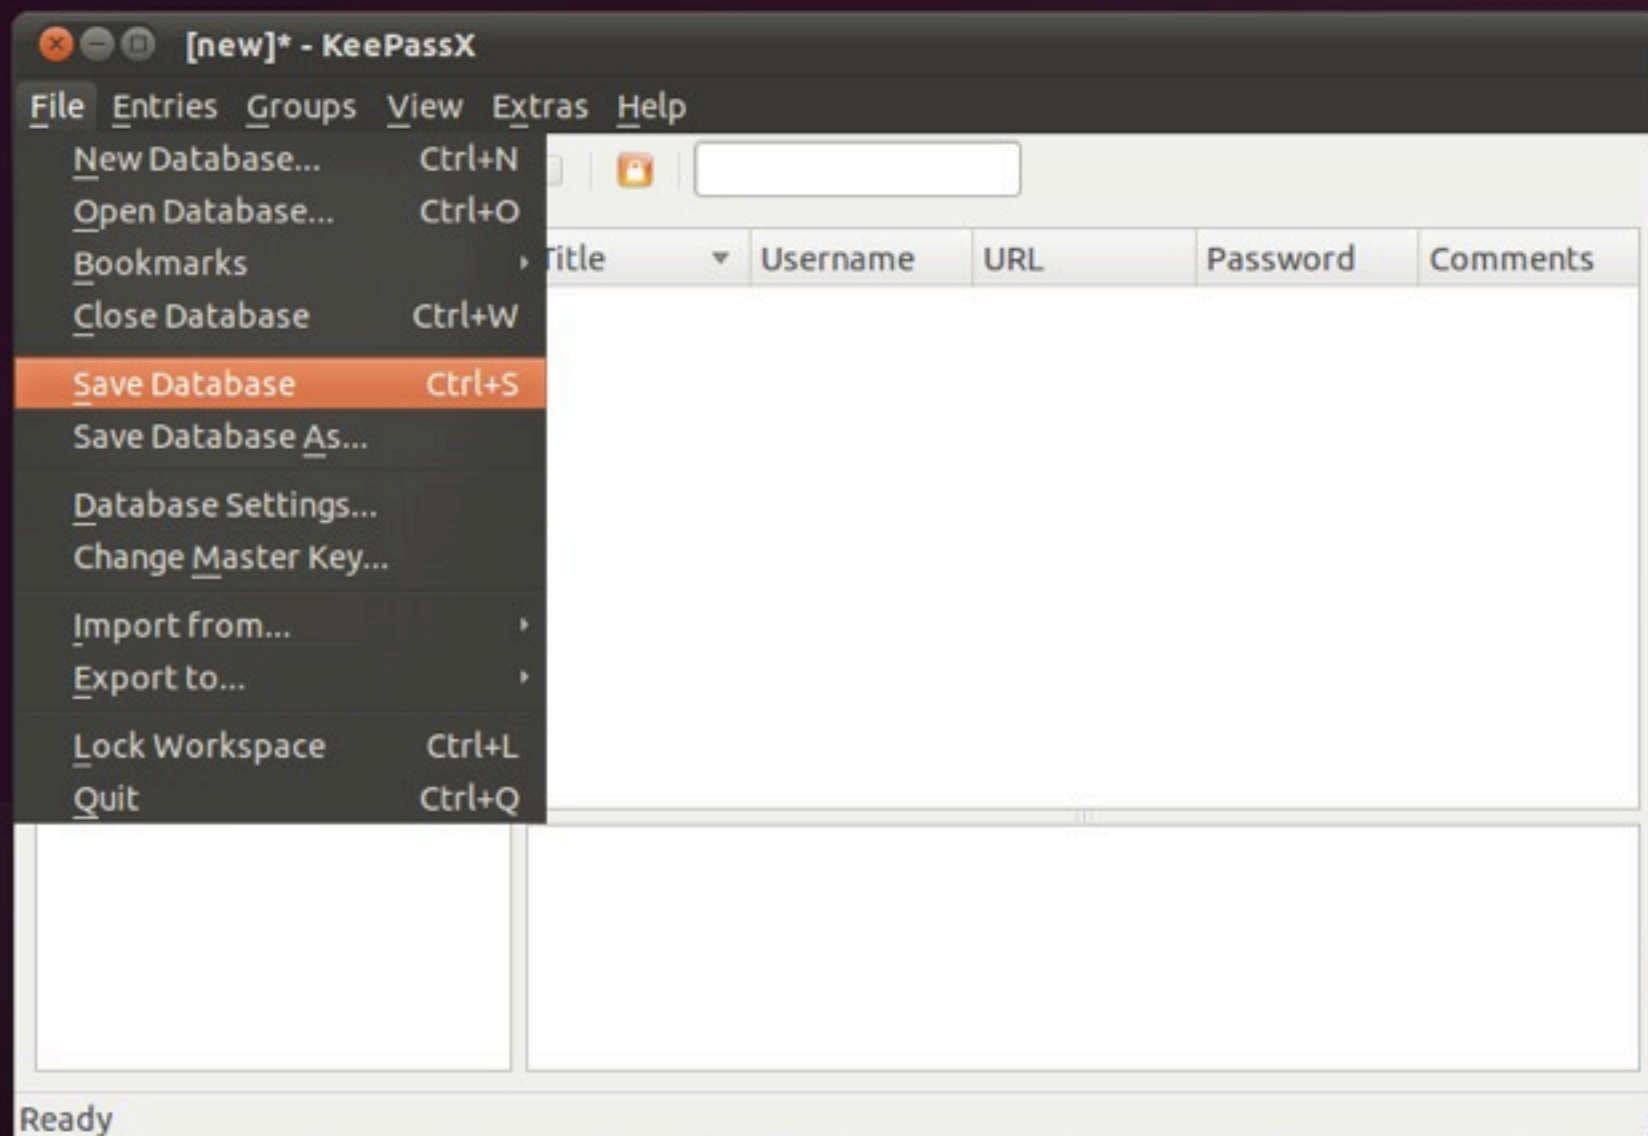 [new]* - KeePassX
File Entries Groups View Extras Help
New Database... Ctrl+N
Open Database... Ctrl+O
Bookmarks
Close Database Ctrl+W
Save Database Ctrl+S
Save Database As...
Database Settings...
Change Master Key...
Import from...
Export to...
Lock Workspace Ctrl+L
Quit Ctrl+Q
Title Username URL Password Comments
Ready